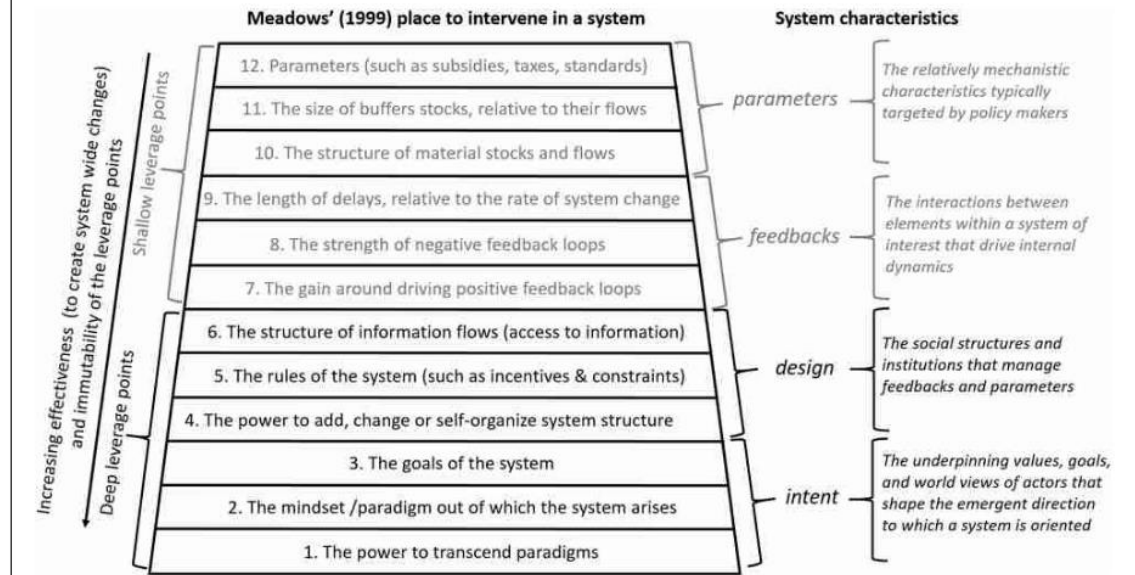 Meadows' (1999) place to intervene in a system
System characteristics
Increasing effectiveness (to create system wide changes)
and immutability of the leverage points
Shallow leverage points
Deep leverage points
12. Parameters (such as subsidies, taxes, standards)
11. The size of buffers stocks, relative to their flows
10. The structure of material stocks and flows
9. The length of delays, relative to the rate of system change
8. The strength of negative feedback loops
7. The gain around driving positive feedback loops
6. The structure of information flows (access to information)
5. The rules of the system (such as incentives & constraints)
4. The power to add, change or self-organize system structure
3. The goals of the system
2. The mindset /paradigm out of which the system arises
1. The power to transcend paradigms
parameters
The relatively mechanistic
characteristics typically
targeted by policy makers
feedbacks
The interactions between
elements within a system of
interest that drive internal
dynamics
design
The social structures and
institutions that manage
feedbacks and parameters
intent
The underpinning values, goals,
and world views of actors that
shape the emergent direction
to which a system is oriented